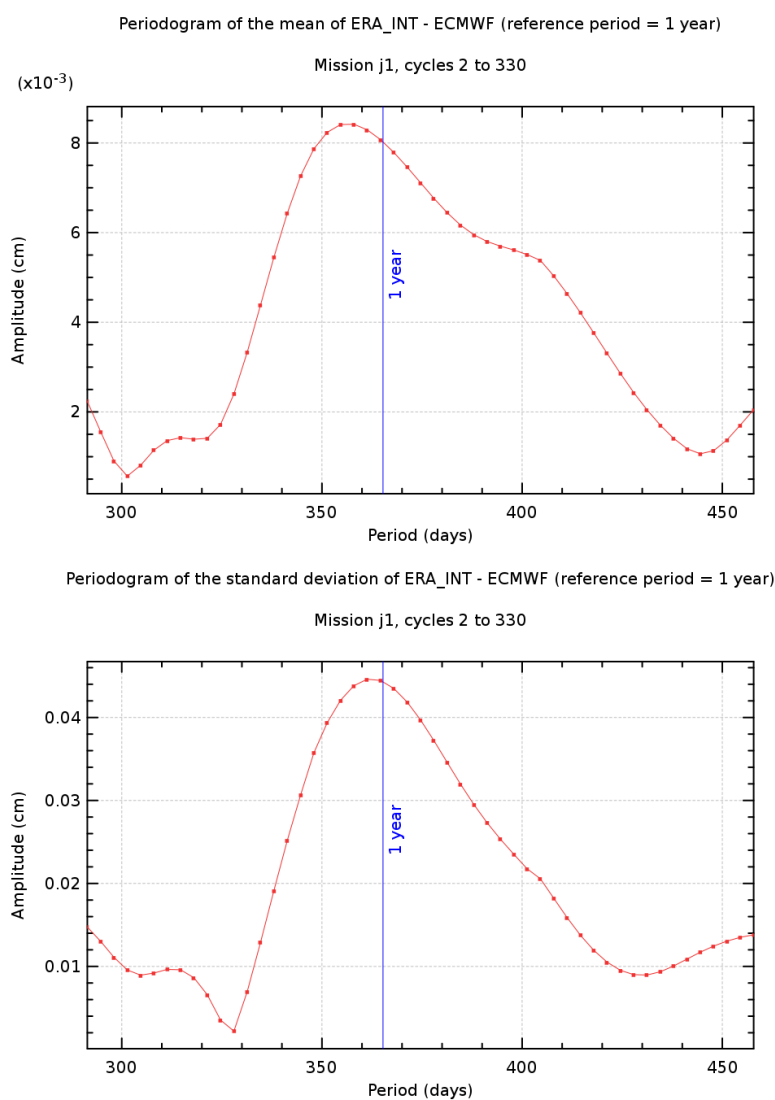 Periodogram of the mean of ERA_INT - ECMWF (reference period = 1 year)
Mission j1, cycles 2 to 330
(x10-3)
8
6
4
2
Amplitude (cm)
1 year
300 350 400 450
Period (days)
Periodogram of the standard deviation of ERA_INT - ECMWF (reference period = 1 year)
Mission j1, cycles 2 to 330
0.04
0.03
0.02
0.01
Amplitude (cm)
1 year
300 350 400 450
Period (days)